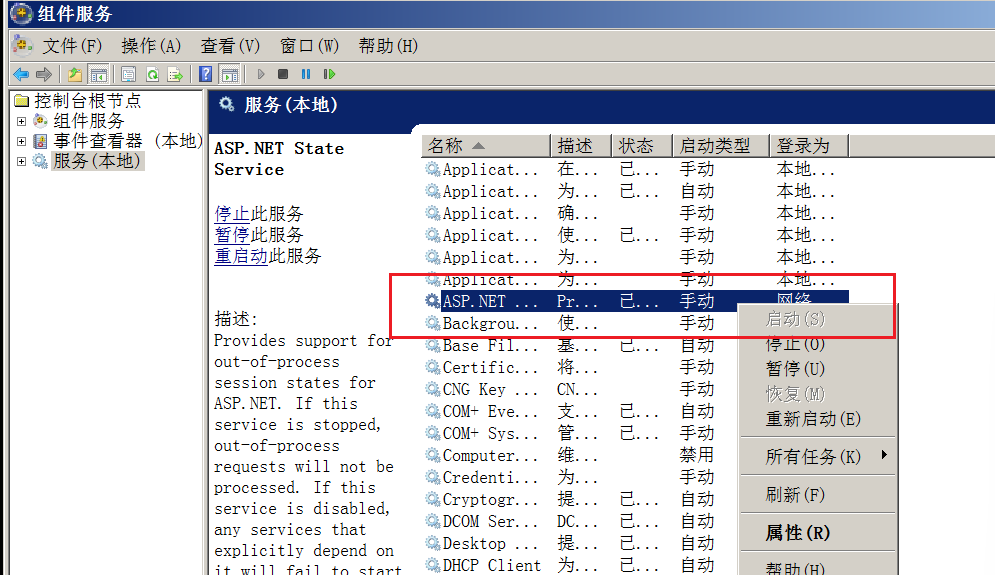 组件服务
文件(F) 操作(A) 查看(V) 窗口(W) 帮助(H)
控制台根节点
组件服务
事件查看器 (本地)
服务(本地)
服务(本地)
ASP.NET State
Service
停止此服务
暂停此服务
重启动此服务
描述:
Provides support for
out-of-process
session states for
ASP.NET. If this
service is stopped,
out-of-process
requests will not be
processed. If this
service is disabled,
any services that
explicitly depend on
it will fail to start
名称 描述 状态 启动类型 登录为
Applicat... 在... 已... 手动 本地...
Applicat... 为... 已... 自动 本地...
Applicat... 确... 手动 本地...
Applicat... 使... 已... 手动 本地...
Applicat... 为... 手动 本地...
Applicat... 为... 手动 本地...
ASP.NET ... Pr... 已... 手动 网络
Backgrou... 使... 手动
Base Fil... 基... 已... 自动
Certific... 将... 手动
CNG Key ... CN... 手动
COM+ Eve... 支... 已... 自动
COM+ Sys... 管... 已... 手动
Computer... 维... 禁用
Credenti... 为... 手动
Cryptogr... 提... 已... 自动
DCOM Ser... DC... 已... 自动
Desktop ... 提... 已... 自动
DHCP Client 为... 已... 自动
启动(S)
停止(O)
暂停(U)
恢复(M)
重新启动(E)
所有任务(K)
刷新(F)
属性(R)
帮助(H)